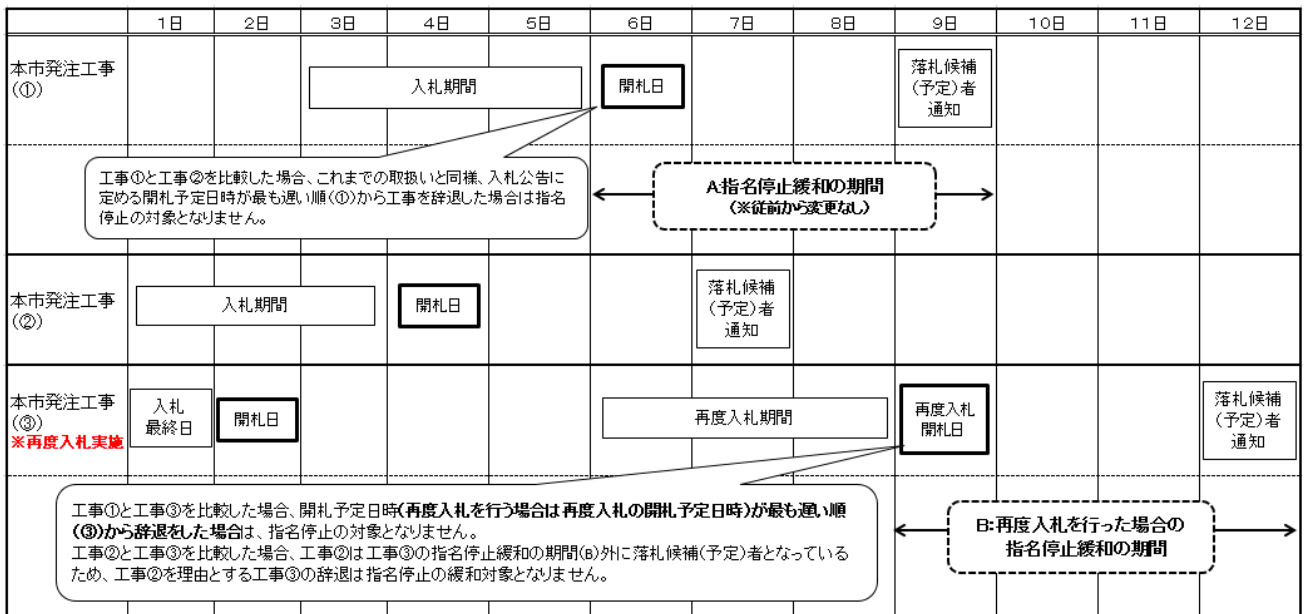 1日 2日 3日 4日 5日 6日 7日 8日 9日 10日 11日 12日
本市発注工事
(①)
入札期間
開札日
落札候補
(予定)者
通知
工事①と工事②を比較した場合、これまでの取扱いと同様、入札公告に
定める開札予定日時が最も遅い順(①)から工事を辞退した場合は指名
停止の対象となりません。
A:指名停止緩和の期間
(※従前から変更なし)
本市発注工事
(②)
入札期間
開札日
落札候補
(予定)者
通知
本市発注工事
(③)
※再度入札実施
入札
最終日
開札日
再度入札期間
再度入札
開札日
落札候補
(予定)者
通知
工事①と工事③を比較した場合、開札予定日時(再度入札を行う場合は再度入札の開札予定日時)が最も遅い順
(③)から辞退をした場合は、指名停止の対象となりません。
工事②と工事③を比較した場合、工事②は工事③の指名停止緩和の期間(B)外に落札候補(予定)者となっている
ため、工事②を理由とする工事③の辞退は指名停止の緩和対象となりません。
B:再度入札を行った場合の
指名停止緩和の期間